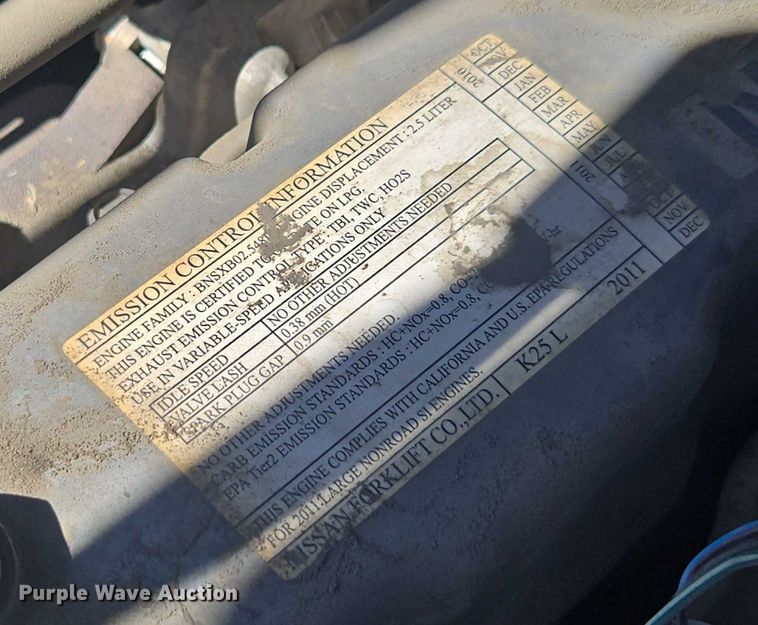 EMISSION CONTROL INFORMATION
ENGINE FAMILY : BNSXB02.54 ENGINE DISPLACEMENT : 2.5 LITER
THIS ENGINE IS CERTIFIED TO OPERATE ON LPG.
EXHAUST EMISSION CONTROL TYPE: TBI, TWC, HO2S
USE IN VARIABLE-SPEED APPLICATIONS ONLY
IDLE SPEED NO OTHER ADJUSTMENTS NEEDED
VALVE LASH 0.38 mm (HOT)
SPARK PLUG GAP 0.9 mm
NO OTHER ADJUSTMENTS NEEDED.
CARB EMISSION STANDARDS : HC+NOx=0.8,
EPA Tier2 EMISSION STANDARDS : HC+NOx=0.8,
THIS ENGINE COMPLIES WITH CALIFORNIA AND U.S. EPA REGULATIONS
FOR 2011 LARGE NONROAD SI ENGINES.
NISSAN FORKLIFT CO.,LTD. K25 L 2011
2010 OCT DEC
2011 JAN FEB MAR APR MAY JUN JUL OCT NOV DEC
Purple Wave Auction